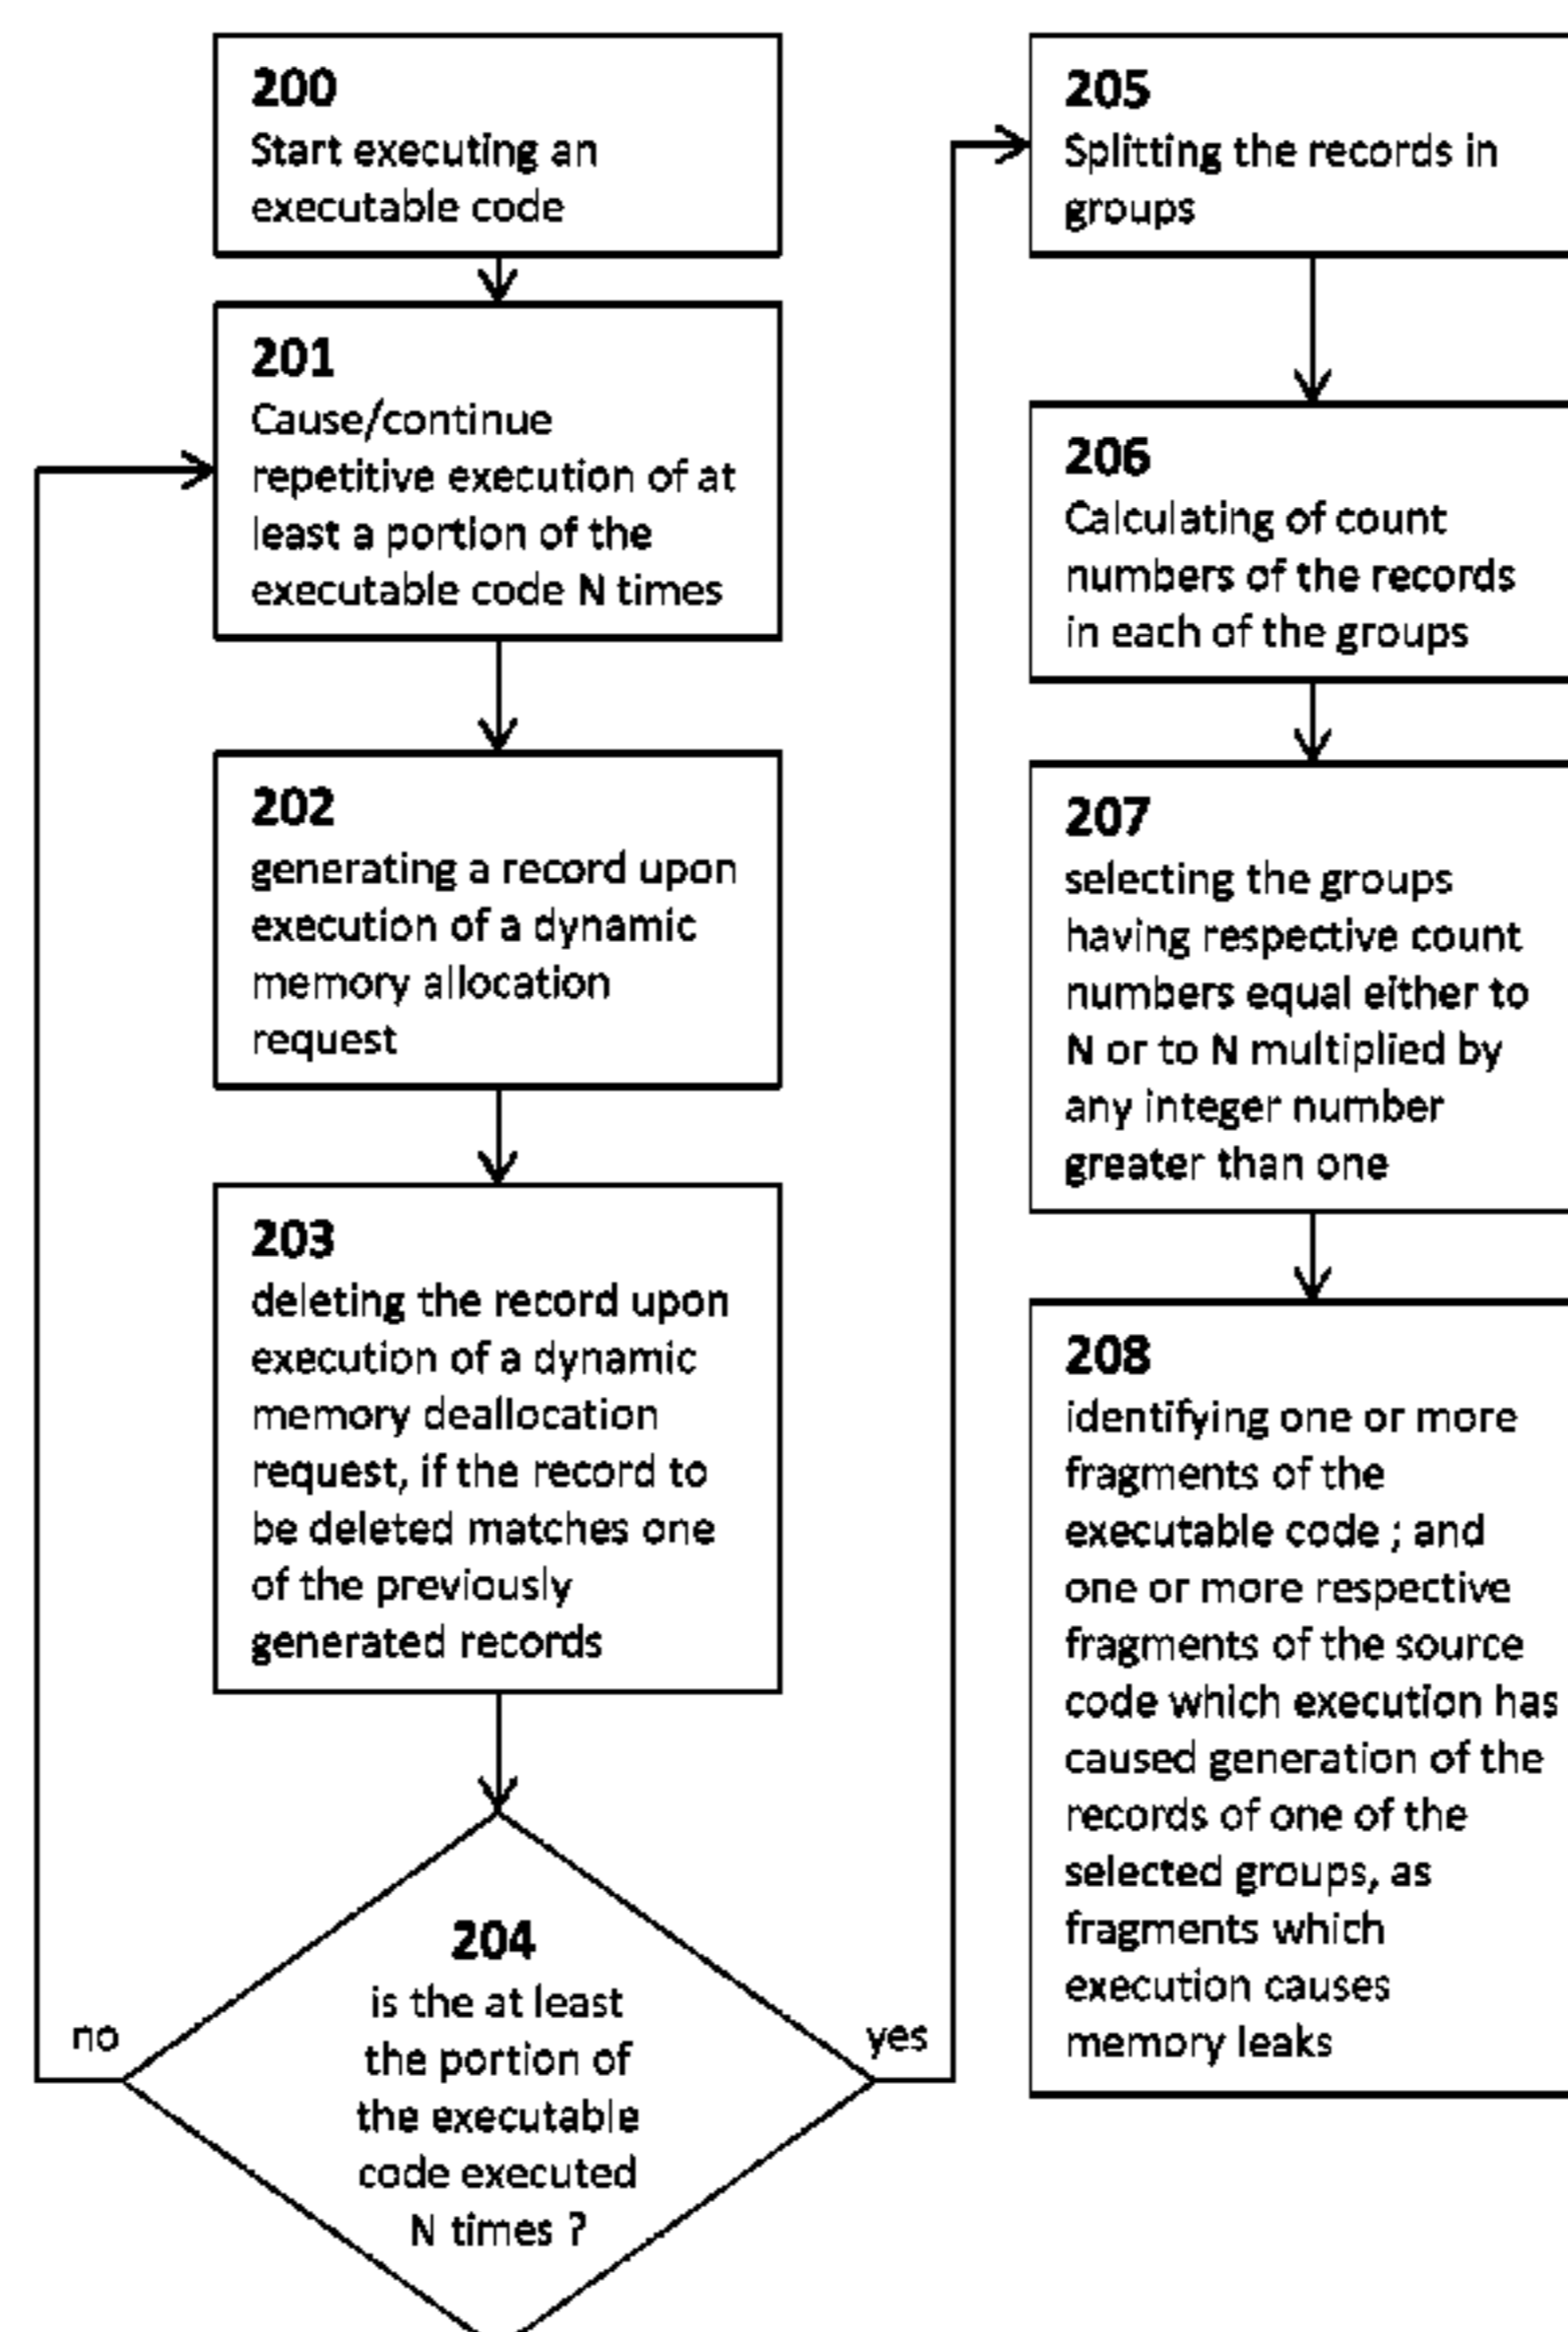 200
Start executing an
executable code
201
Cause/continue
repetitive execution of at
least a portion of the
executable code N times
202
generating a record upon
execution of a dynamic
memory allocation
request
203
deleting the record upon
execution of a dynamic
memory deallocation
request, if the record to
be deleted matches one
of the previously
generated records
204
is the at least
the portion of
the executable
code executed
N times ?
no
yes
205
Splitting the records in
groups
206
Calculating of count
numbers of the records
in each of the groups
207
selecting the groups
having respective count
numbers equal either to
N or to N multiplied by
any integer number
greater than one
208
identifying one or more
fragments of the
executable code ; and
one or more respective
fragments of the source
code which execution has
caused generation of the
records of one of the
selected groups, as
fragments which
execution causes
memory leaks